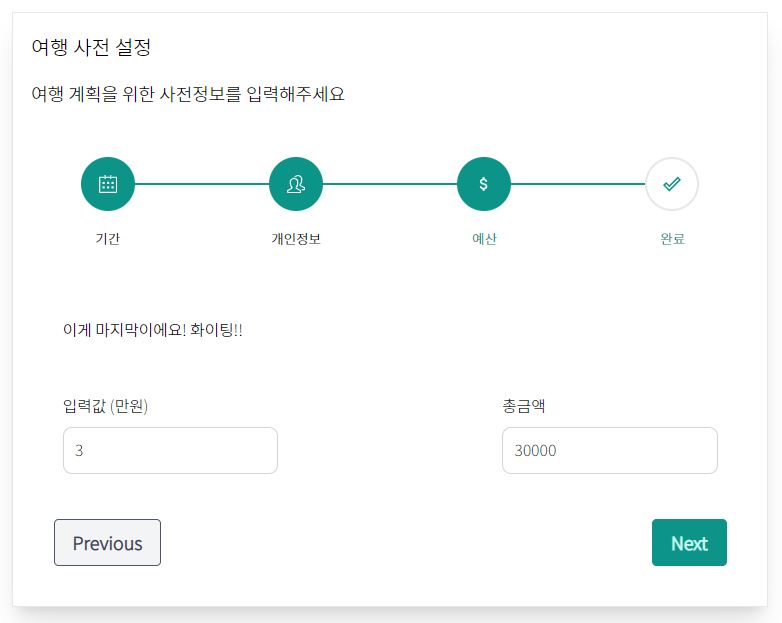 여행 사전 설정
여행 계획을 위한 사전정보를 입력해주세요
$
기간 개인정보 예산 완료
이게 마지막이에요! 화이팅!!
입력값 (만원) 총금액
3 30000
Previous Next